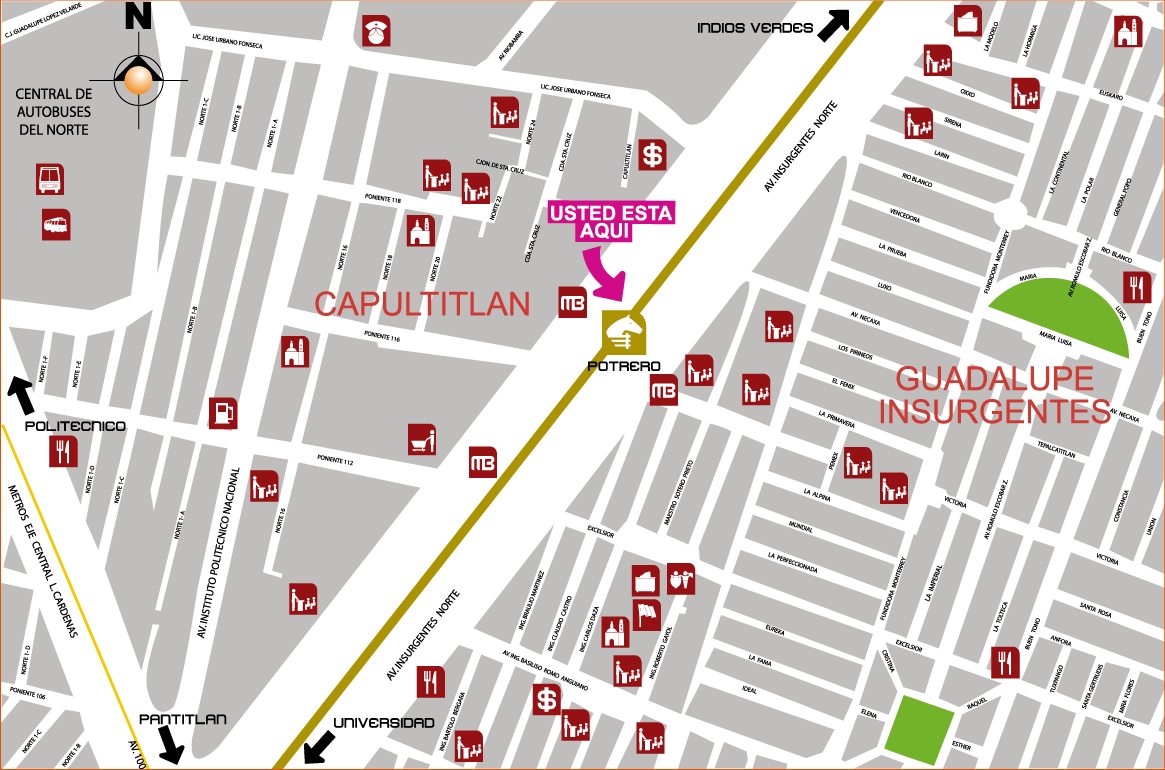 C.J. GUADALUPE LOPEZ VELARDE
N
LIC. JOSE URBANO FONSECA
AV. RIOBAMBA
INDIOS VERDES
LA MODELO
LA HORMIGA
CENTRAL DE
AUTOBUSES
DEL NORTE
NORTE 1-C
NORTE 1-B
NORTE 1-A
LIC. JOSE URBANO FONSECA
AV. INSURGENTES NORTE
OXIXO
EUSKARO
SIRENA
LARIN
RIO BLANCO
LA CONTINENTAL
LA POLAR
GENERAL POPO
NORTE 24
CDA. STA. CRUZ
CAPULTITLAN
$
CJON. DE STA. CRUZ
PONIENTE 118
NORTE 22
CDA. STA. CRUZ
USTED ESTA
AQUI
VENCEDORA
LA PRUEBA
LUXO
FUNDIDORA MONTERREY
AV. ROMULO ESCOBAR Z.
RIO BLANCO
NORTE 16
NORTE 18
NORTE 20
MARIA
LUISA
BUEN TONO
CAPULTITLAN
MB
NORTE 1-B
PONIENTE 116
POTRERO
MB
AV. NECAXA
LOS PIRINEOS
EL FENIX
LA PRIMAVERA
MARIA LUISA
GUADALUPE
INSURGENTES
AV. NECAXA
NORTE 1-F
NORTE 1-E
POLITECNICO
PONIENTE 112
MB
TEPALCATITLAN
PEMEX
LA ALPINA
MUNDIAL
LA PERFECCIONADA
VICTORIA
AV. ROMULO ESCOBAR Z.
CONSTANCIA
UNION
VICTORIA
NORTE 1-D
NORTE 1-C
NORTE 1-A
AV. INSTITUTO POLITECNICO NACIONAL
NORTE 16
MAESTRO SOTERO PRIETO
EXCELSIOR
METROS EJE CENTRAL L. CARDENAS
AV. INSURGENTES NORTE
ING. BRAULIO MARTINEZ
ING. CLAUDIO CASTRO
ING. CARLOS DAZA
ING. ROBERTO GAYOL
EUREKA
LA FAMA
IDEAL
FUNDIDORA MONTERREY
LA IMPERIAL
LA TOLTECA
BUEN TONO
SANTA ROSA
ANFORA
EXCELSIOR
CRISTINA
TUXPANGO
SANTA GERTRUDIS
MIRA FLORES
EXCELSIOR
RAQUEL
ELENA
ESTHER
NORTE 1-D
PONIENTE 106
NORTE 1-C
NORTE 1-B
PANTITLAN
AV. 100
UNIVERSIDAD
AV. ING. BASILISO ROMO ANGUIANO
ING. BARTOLO BERGARA
$